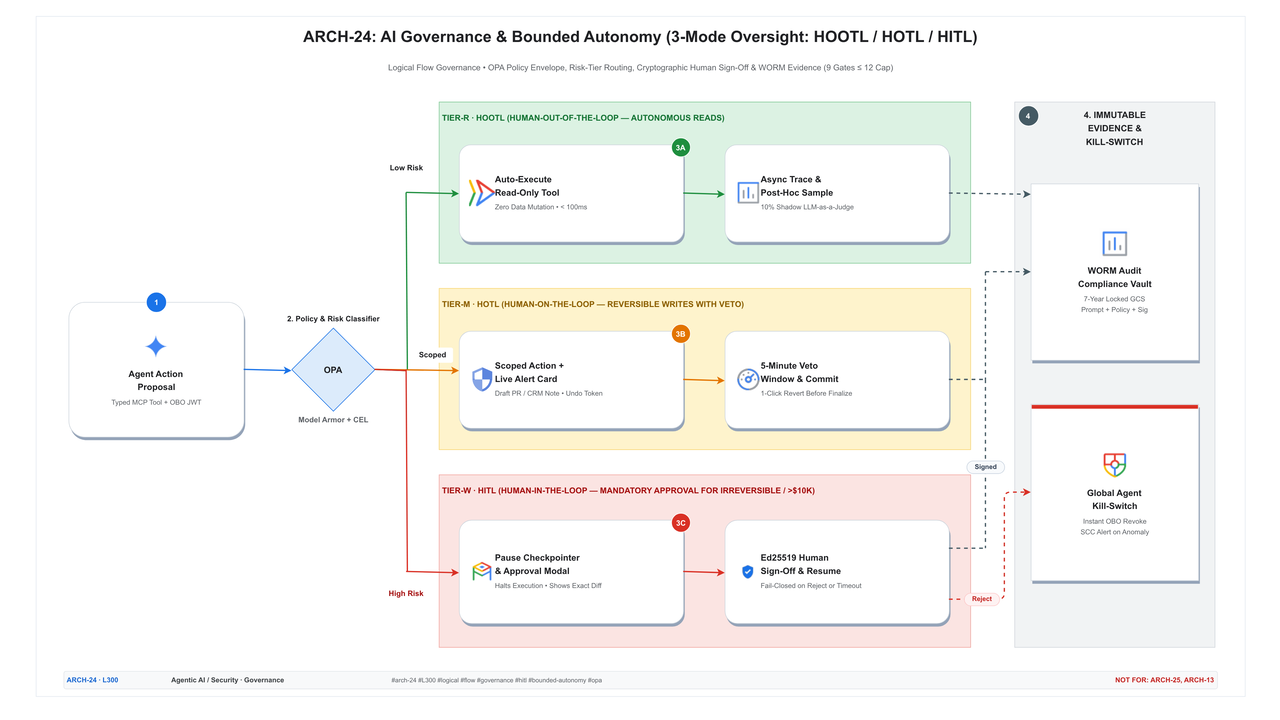 ARCH-24: AI Governance & Bounded Autonomy (3-Mode Oversight: HOOTL / HOTL / HITL)
Logical Flow Governance • OPA Policy Envelope, Risk-Tier Routing, Cryptographic Human Sign-Off & WORM Evidence (9 Gates ≤ 12 Cap)
1
Agent Action
Proposal
Typed MCP Tool + OBO JWT
2. Policy & Risk Classifier
OPA
Model Armor + CEL
Low Risk
Scoped
High Risk
TIER-R · HOOTL (HUMAN-OUT-OF-THE-LOOP — AUTONOMOUS READS)
3A
Auto-Execute
Read-Only Tool
Zero Data Mutation • < 100ms
Async Trace &
Post-Hoc Sample
10% Shadow LLM-as-a-Judge
TIER-M · HOTL (HUMAN-ON-THE-LOOP — REVERSIBLE WRITES WITH VETO)
3B
Scoped Action +
Live Alert Card
Draft PR / CRM Note • Undo Token
5-Minute Veto
Window & Commit
1-Click Revert Before Finalize
TIER-W · HITL (HUMAN-IN-THE-LOOP — MANDATORY APPROVAL FOR IRREVERSIBLE / >$10K)
3C
Pause Checkpointer
& Approval Modal
Halts Execution • Shows Exact Diff
Ed25519 Human
Sign-Off & Resume
Fail-Closed on Reject or Timeout
Signed
Reject
4
4. IMMUTABLE
EVIDENCE &
KILL-SWITCH
WORM Audit
Compliance Vault
7-Year Locked GCS
Prompt + Policy + Sig
Global Agent
Kill-Switch
Instant OBO Revoke
SCC Alert on Anomaly
ARCH-24 · L300
Agentic AI / Security · Governance
#arch-24 #L300 #logical #flow #governance #hitl #bounded-autonomy #opa
NOT FOR: ARCH-25, ARCH-13